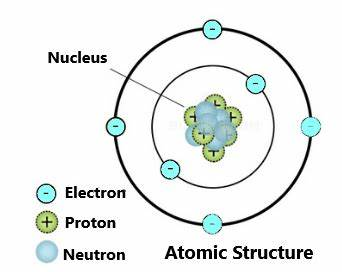 Nucleus
Electron
Proton
Neutron
Atomic Structure